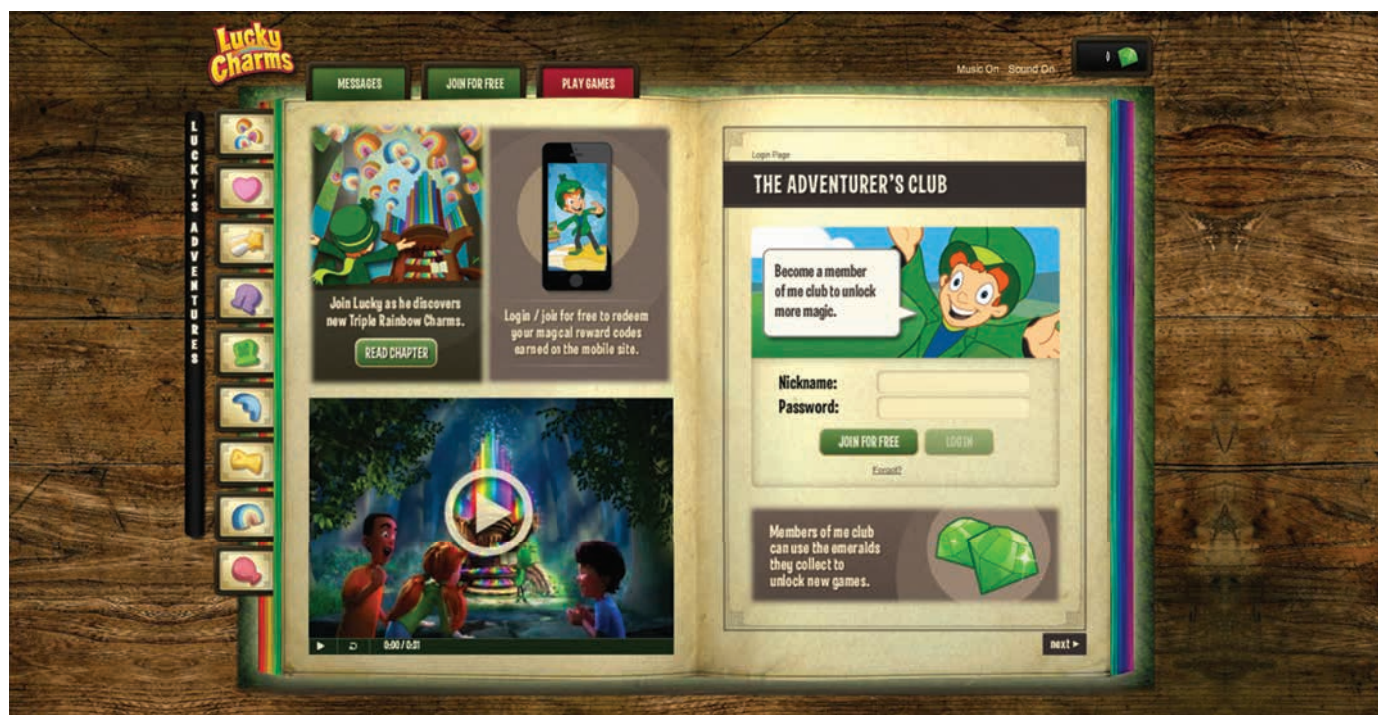 Lucky
Charms
MESSAGES
JOIN FOR FREE
PLAY GAMES
Music On Sound On
0
LUCKY'S ADVENTURES
Join Lucky as he discovers
new Triple Rainbow Charms.
READ CHAPTER
Login / join for free to redeem
your magcal reward codes
earned on the mobile site.
0:00 / 0:31
Login Page
THE ADVENTURER'S CLUB
Become a member
of me club to unlock
more magic.
Nickname:
Password:
JOIN FOR FREE
LOG IN
Forgot?
Members of me club
can use the emeralds
they collect to
unlock new games.
next